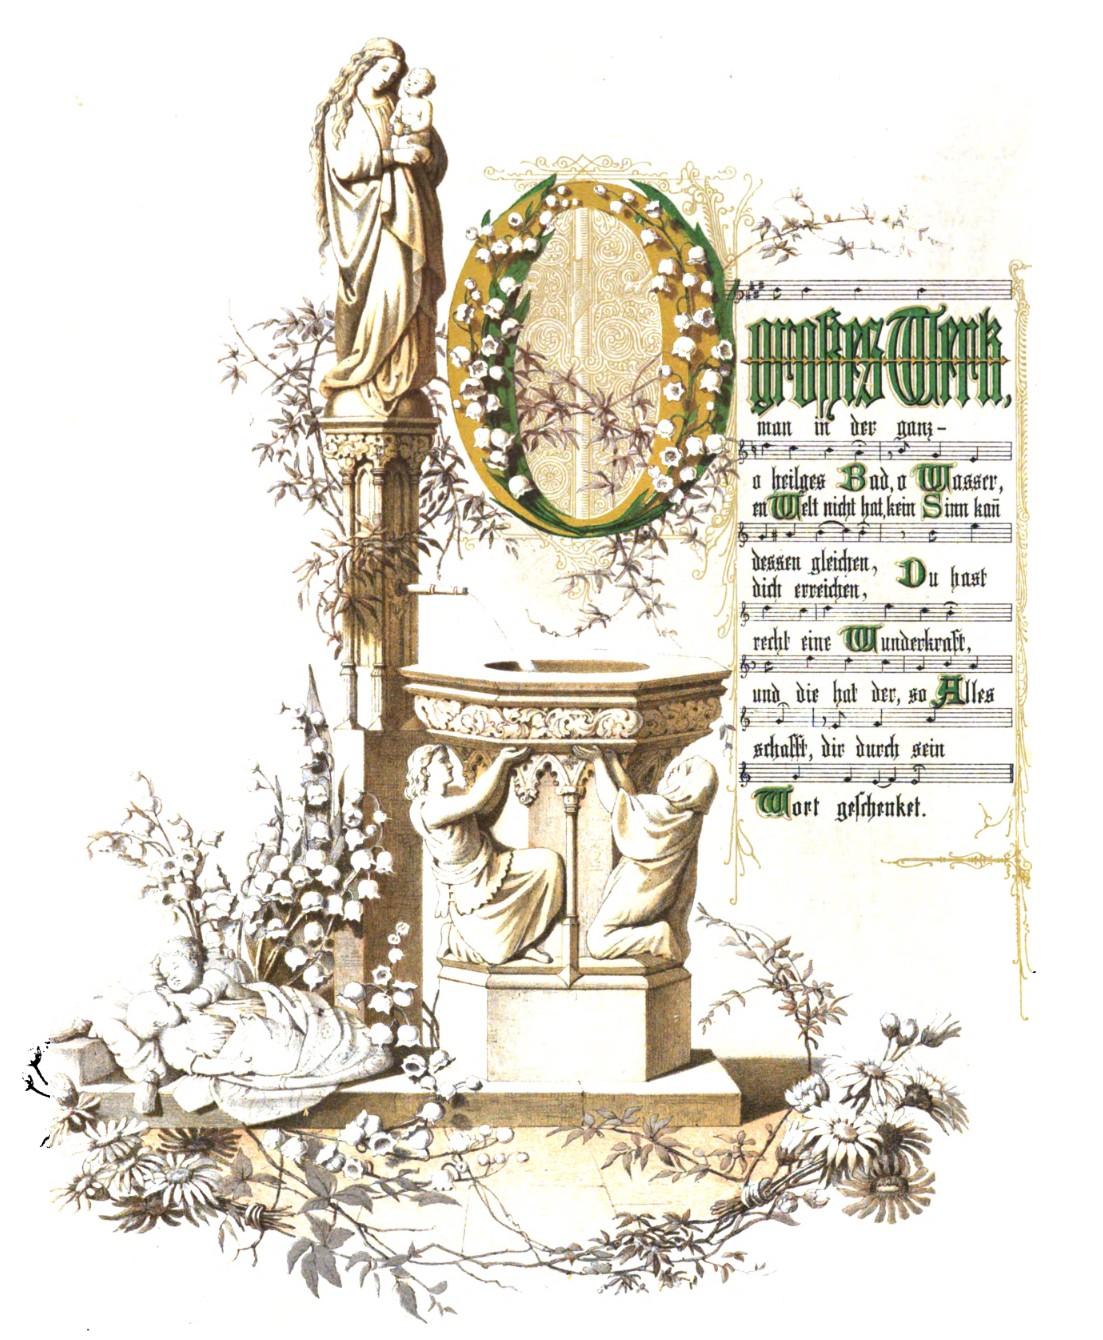 O
großes Werk,
man in der ganz-
o heilges Bad, o Wasser,
en Welt nicht hat, kein Sinn kan̄
dessen gleichen, Du hast
dich erreichen,
recht eine Wunderkraft,
und die hat der, so Alles
schafft, dir durch sein
Wort geschenket.